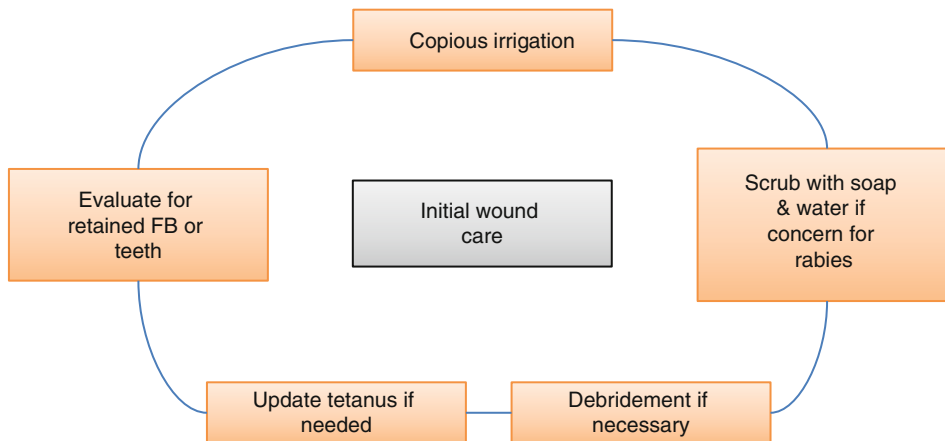 Copious irrigation
Evaluate for
retained FB or
teeth
Initial wound
care
Scrub with soap
& water if
concern for
rabies
Update tetanus if
needed
Debridement if
necessary